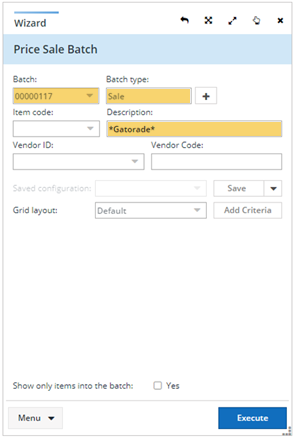 Wizard
Price Sale Batch
Batch: Batch type:
00000117 Sale
Item code: Description:
*Gatorade*
Vendor ID: Vendor Code:
Saved configuration: Save
Grid layout: Default Add Criteria
Show only items into the batch: Yes
Menu Execute